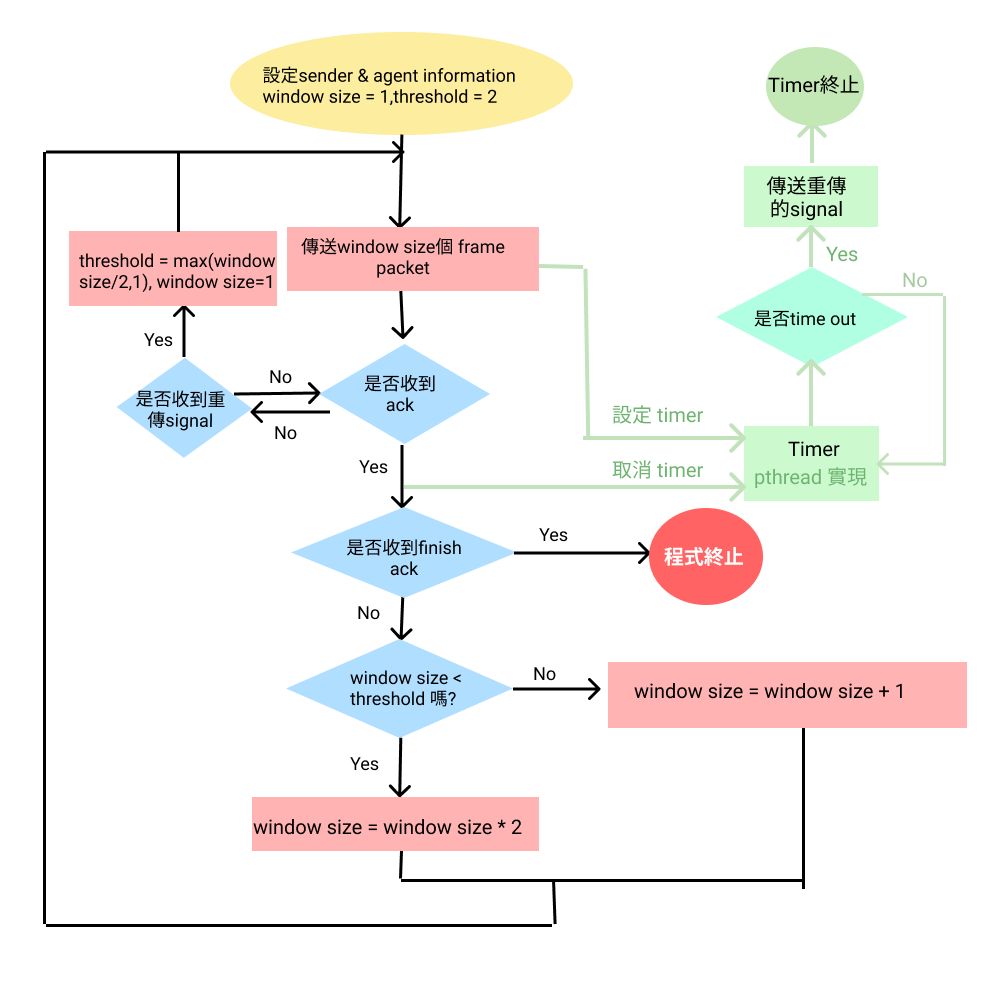 設定sender & agent information
window size = 1,threshold = 2
Timer終止
傳送重傳
的signal
Yes
No
是否time out
threshold = max(window
size/2,1), window size=1
傳送window size個 frame
packet
Yes
是否收到重
傳signal
No
No
是否收到
ack
設定 timer
取消 timer
Timer
pthread 實現
Yes
是否收到finish
ack
Yes
程式終止
No
window size <
threshold 嗎?
No
window size = window size + 1
Yes
window size = window size * 2